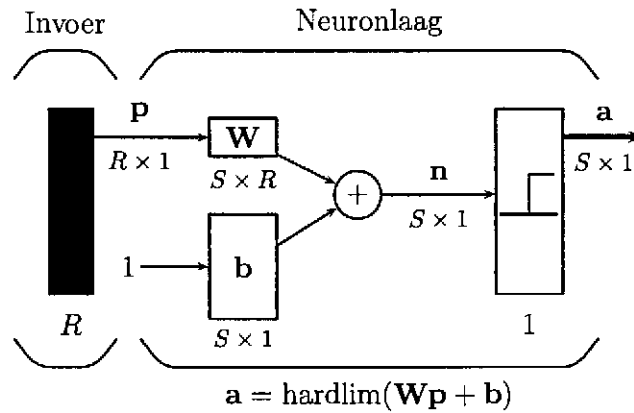 Invoer
Neuronlaag
p
R × 1
W
S × R
1
b
S × 1
+
n
S × 1
a
S × 1
R
1
a = hardlim(Wp + b)